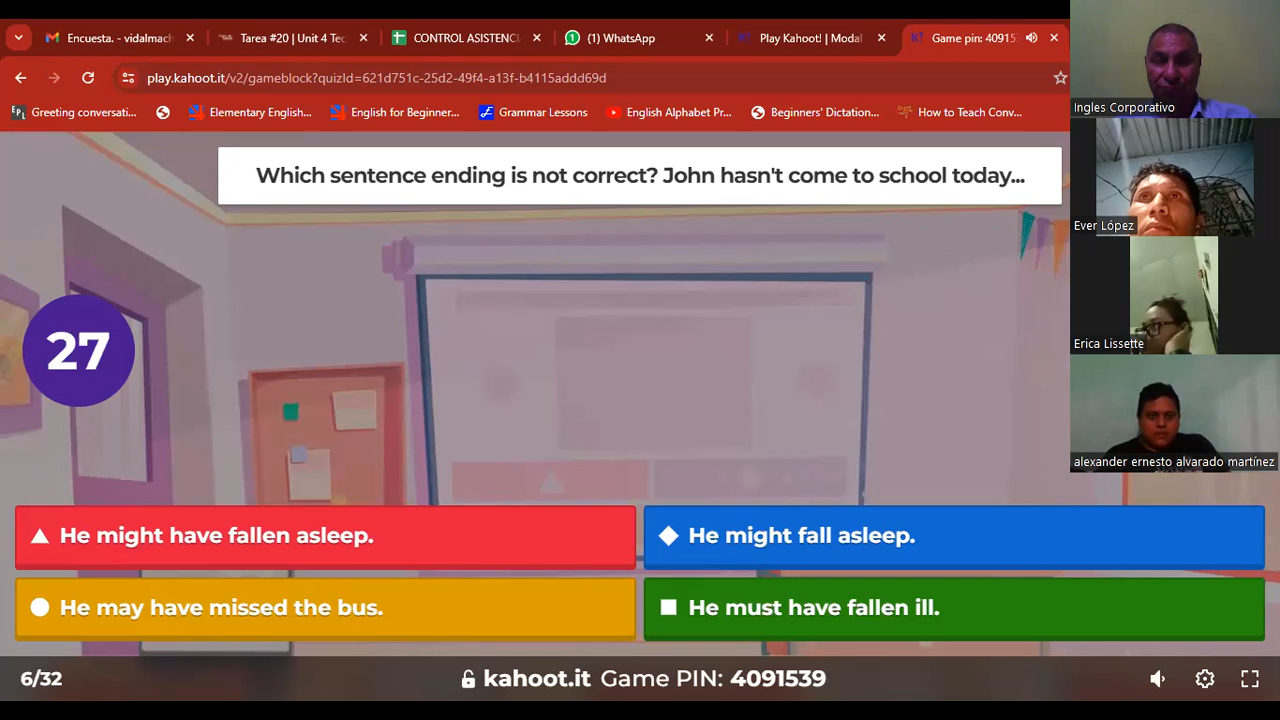 Encuesta. - vidalmach
Tarea #20 | Unit 4 Tec
CONTROL ASISTENCI
(1) WhatsApp
Play Kahoot! | Modal
Game pin: 40915
play.kahoot.it/v2/gameblock?quizId=621d751c-25d2-49f4-a13f-b4115addd69d
Greeting conversati...
Elementary English...
English for Beginner...
Grammar Lessons
English Alphabet Pr...
Beginners' Dictation...
How to Teach Conv...
Ingles Corporativo
Which sentence ending is not correct? John hasn't come to school today...
Ever López
27
Erica Lissette
alexander ernesto alvarado martínez
He might have fallen asleep.
He might fall asleep.
He may have missed the bus.
He must have fallen ill.
6/32
kahoot.it Game PIN: 4091539